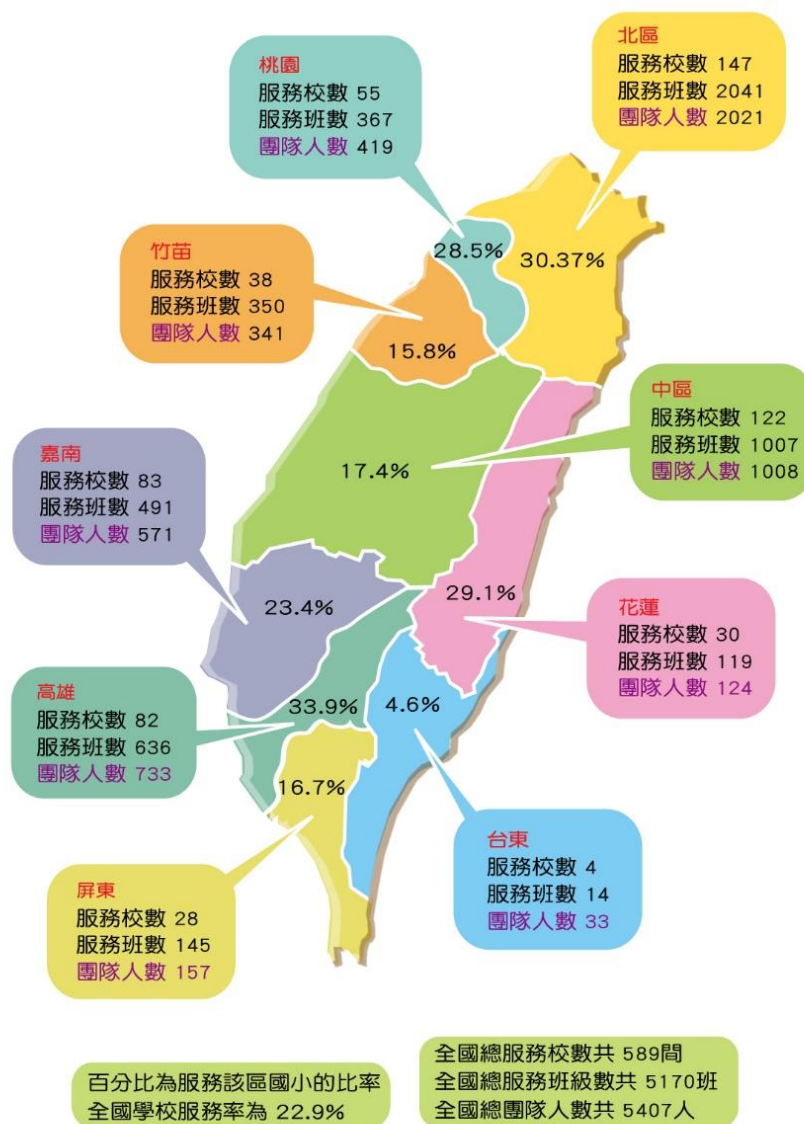 北區
服務校數 147
服務班數 2041
團隊人數 2021
桃園
服務校數 55
服務班數 367
團隊人數 419
竹苗
服務校數 38
服務班數 350
團隊人數 341
28.5%
30.37%
15.8%
中區
服務校數 122
服務班數 1007
團隊人數 1008
嘉南
服務校數 83
服務班數 491
團隊人數 571
17.4%
23.4%
29.1%
花蓮
服務校數 30
服務班數 119
團隊人數 124
高雄
服務校數 82
服務班數 636
團隊人數 733
33.9%
4.6%
16.7%
台東
服務校數 4
服務班數 14
團隊人數 33
屏東
服務校數 28
服務班數 145
團隊人數 157
百分比為服務該區國小的比率
全國學校服務率為 22.9%
全國總服務校數共 589間
全國總服務班級數共 5170班
全國總團隊人數共 5407人